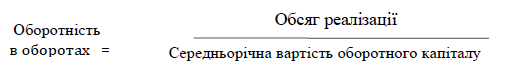 Обсяг реалізації
Оборотність
в оборотах =
Середньорічна вартість оборотного капіталу